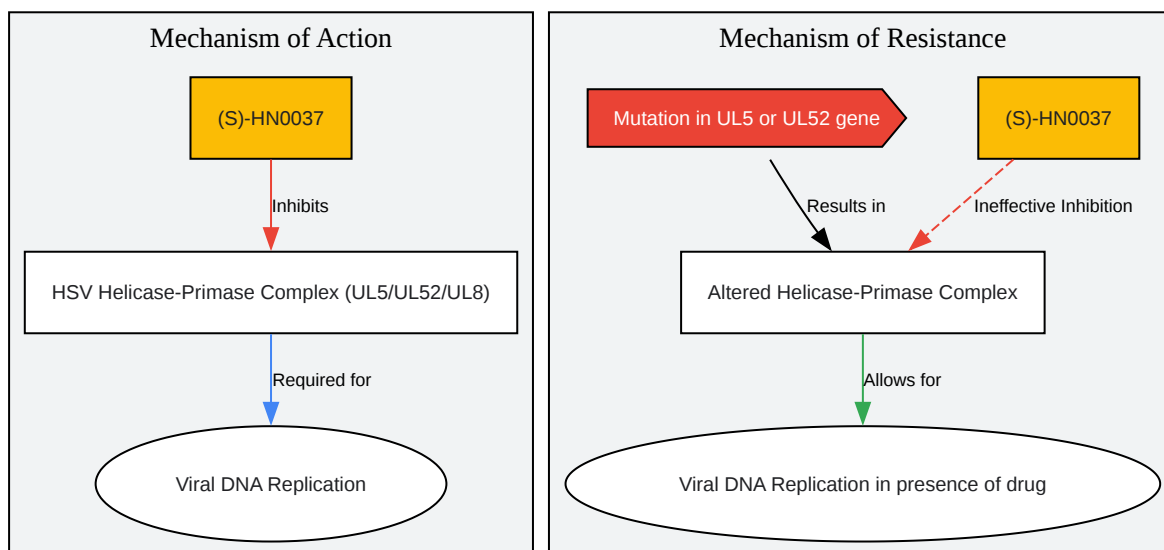 Mechanism of Action
(S)-HN0037
Inhibits
HSV Helicase-Primase Complex (UL5/UL52/UL8)
Required for
Viral DNA Replication
Mechanism of Resistance
Mutation in UL5 or UL52 gene
(S)-HN0037
Results in
Ineffective Inhibition
Altered Helicase-Primase Complex
Allows for
Viral DNA Replication in presence of drug